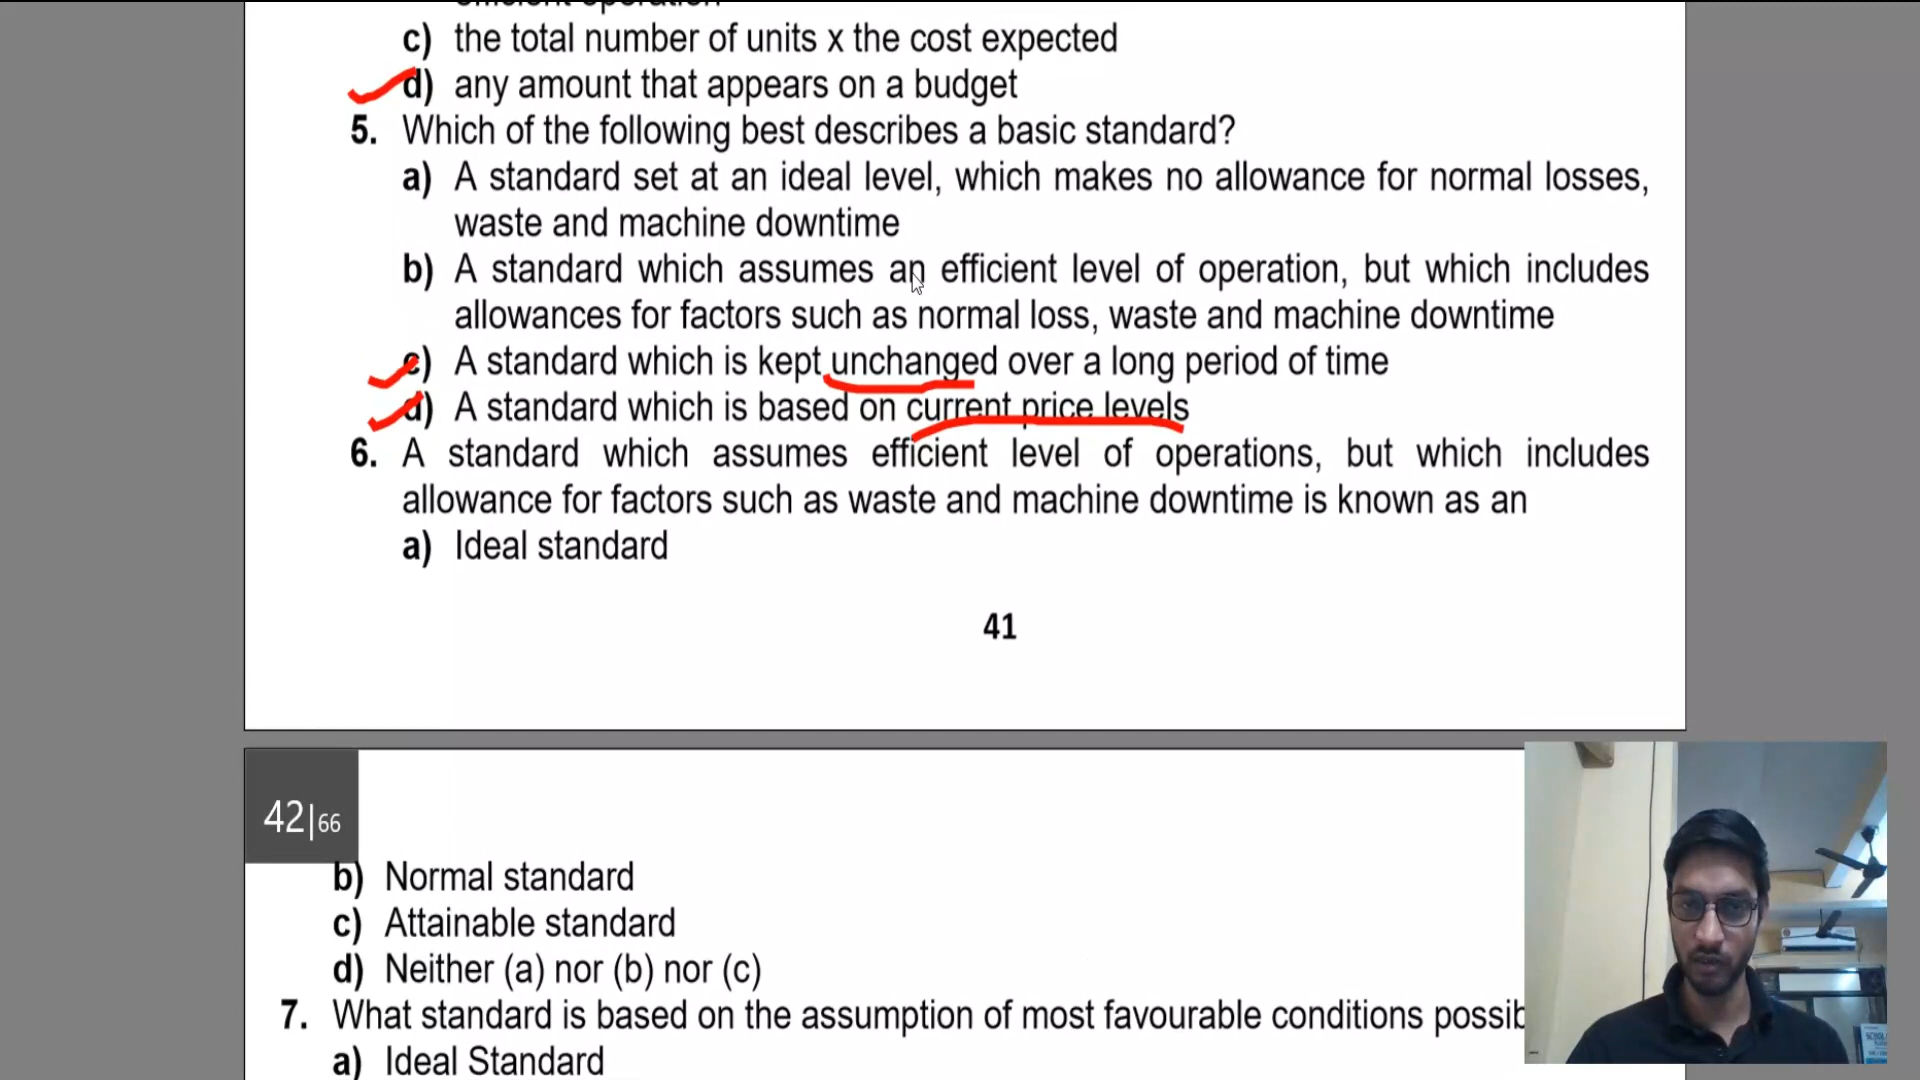 efficient operation
c) the total number of units x the cost expected
d) any amount that appears on a budget
5. Which of the following best describes a basic standard?
a) A standard set at an ideal level, which makes no allowance for normal losses,
waste and machine downtime
b) A standard which assumes an efficient level of operation, but which includes
allowances for factors such as normal loss, waste and machine downtime
c) A standard which is kept unchanged over a long period of time
d) A standard which is based on current price levels
6. A standard which assumes efficient level of operations, but which includes
allowance for factors such as waste and machine downtime is known as an
a) Ideal standard
41
42|66
b) Normal standard
c) Attainable standard
d) Neither (a) nor (b) nor (c)
7. What standard is based on the assumption of most favourable conditions possib
a) Ideal Standard